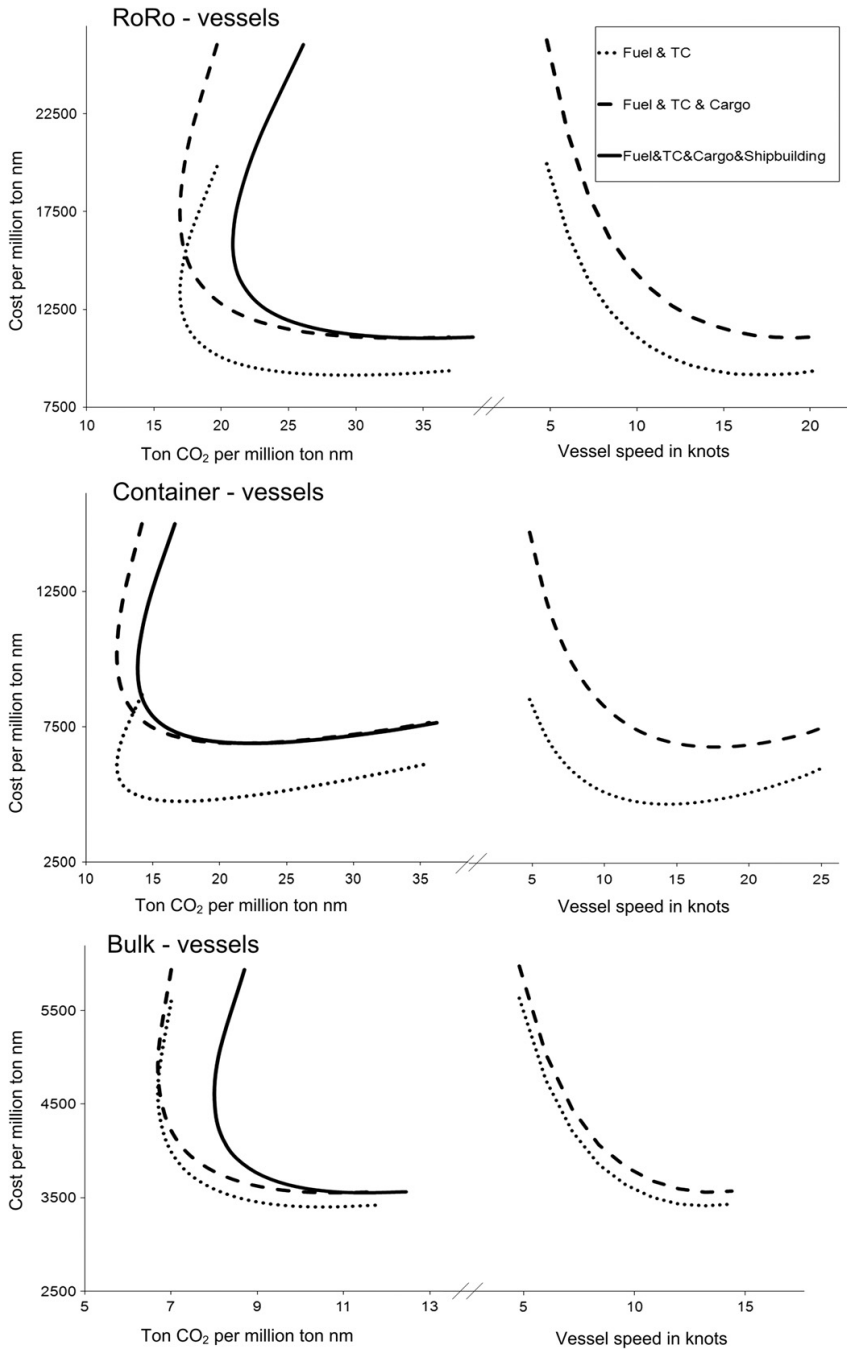 RoRo - vessels
Fuel & TC
Fuel & TC & Cargo
Fuel&TC&Cargo&Shipbuilding
Cost per million ton nm
22500
17500
12500
7500
10 15 20 25 30 35
5 10 15 20
Ton CO₂ per million ton nm
Vessel speed in knots
Container - vessels
Cost per million ton nm
12500
7500
2500
10 15 20 25 30 35
5 10 15 20 25
Ton CO₂ per million ton nm
Vessel speed in knots
Bulk - vessels
Cost per million ton nm
5500
4500
3500
2500
5 7 9 11 13
5 10 15
Ton CO₂ per million ton nm
Vessel speed in knots